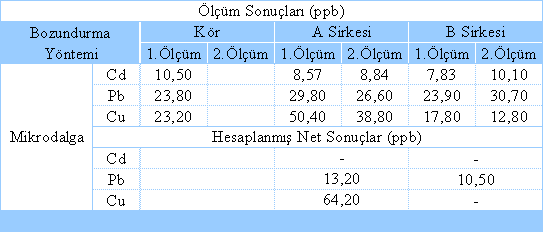 Ölçüm Sonuçları (ppb)
Bozundurma Yöntemi Kör A Sirkesi B Sirkesi
1.Ölçüm 2.Ölçüm 1.Ölçüm 2.Ölçüm 1.Ölçüm 2.Ölçüm
Mikrodalga
Cd 10,50 8,57 8,84 7,83 10,10
Pb 23,80 29,80 26,60 23,90 30,70
Cu 23,20 50,40 38,80 17,80 12,80
Hesaplanmış Net Sonuçlar (ppb)
Cd - -
Pb 13,20 10,50
Cu 64,20 -